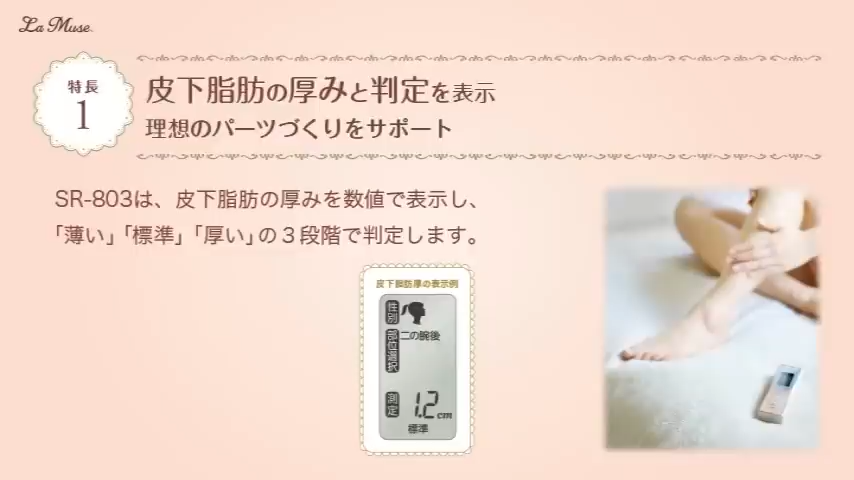 La Muse
特長
1
皮下脂肪の厚みと判定を表示
理想のパーツづくりをサポート
SR-803は、皮下脂肪の厚みを数値で表示し、
「薄い」「標準」「厚い」の3段階で判定します。
皮下脂肪厚の表示例
性別
部位選択
二の腕後
測定
1.2cm
標準